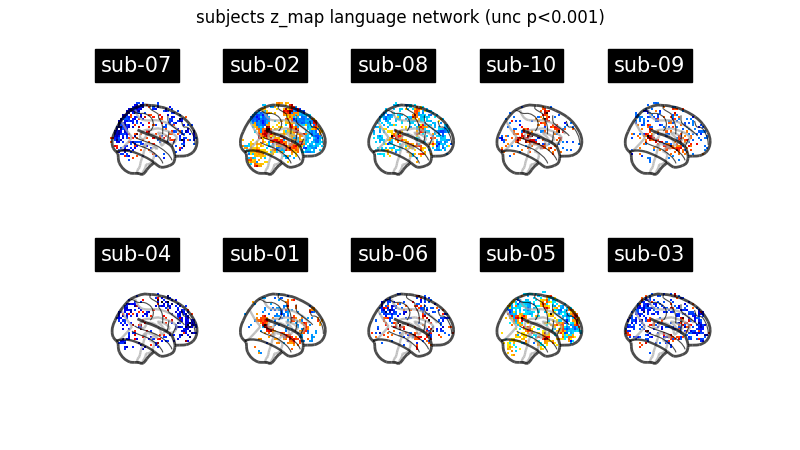 subjects z_map language network (unc p<0.001)
sub-07 sub-02 sub-08 sub-10 sub-09
sub-04 sub-01 sub-06 sub-05 sub-03